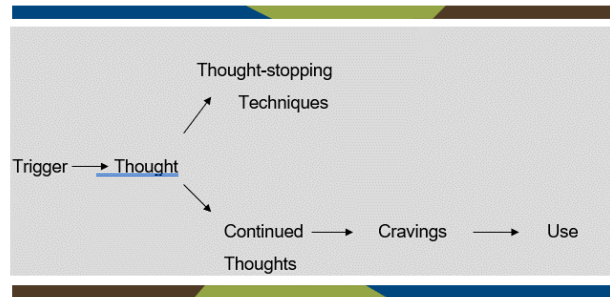 Thought-stopping
Techniques
Trigger
Thought
Continued
Thoughts
Cravings
Use